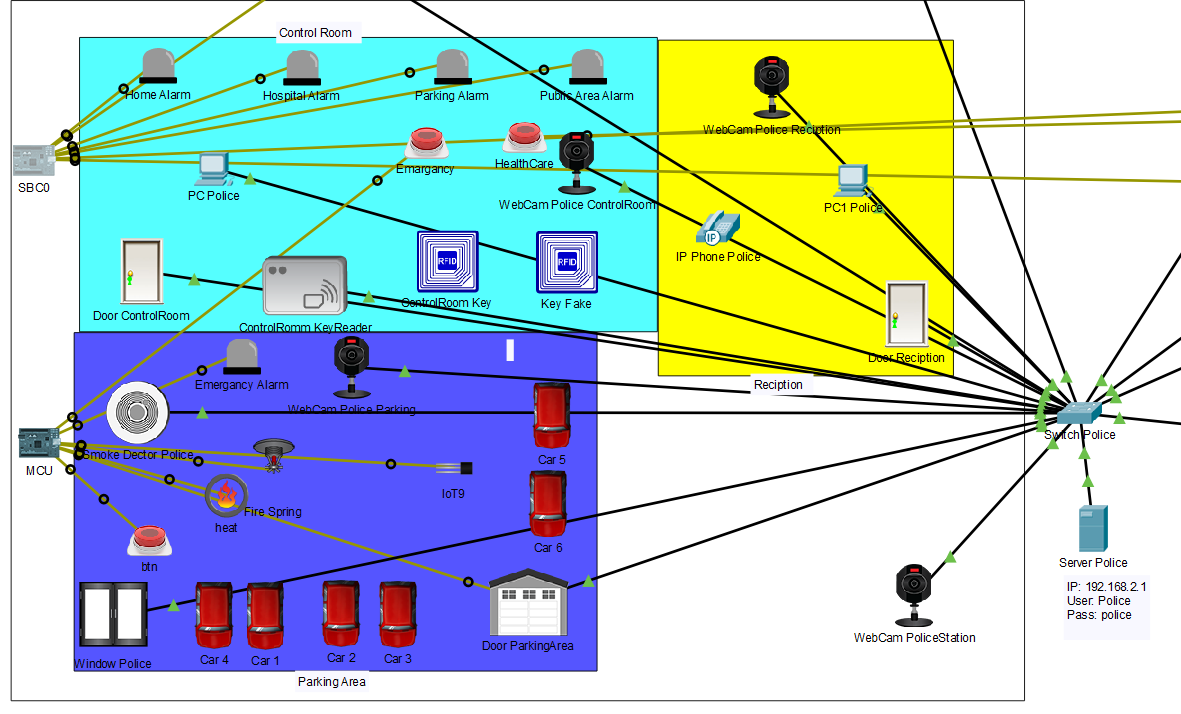 Control Room
Home Alarm
Hospital Alarm
Parking Alarm
Public Area Alarm
WebCam Police Reciption
SBC0
Emargancy
HealthCare
PC Police
WebCam Police ControlRoom
PC1 Police
IP
IP Phone Police
RFID
RFID
Door ControlRoom
ControlRoom Key
Key Fake
ControlRomm KeyReader
Door Reciption
Emergancy Alarm
Reciption
WebCam Police Parking
Switch Police
Smoke Dector Police
MCU
Car 5
IoT9
Fire Spring
heat
Car 6
btn
Server Police
IP: 192.168.2.1
User: Police
Pass: police
WebCam PoliceStation
Door ParkingArea
Window Police
Car 4
Car 1
Car 2
Car 3
Parking Area